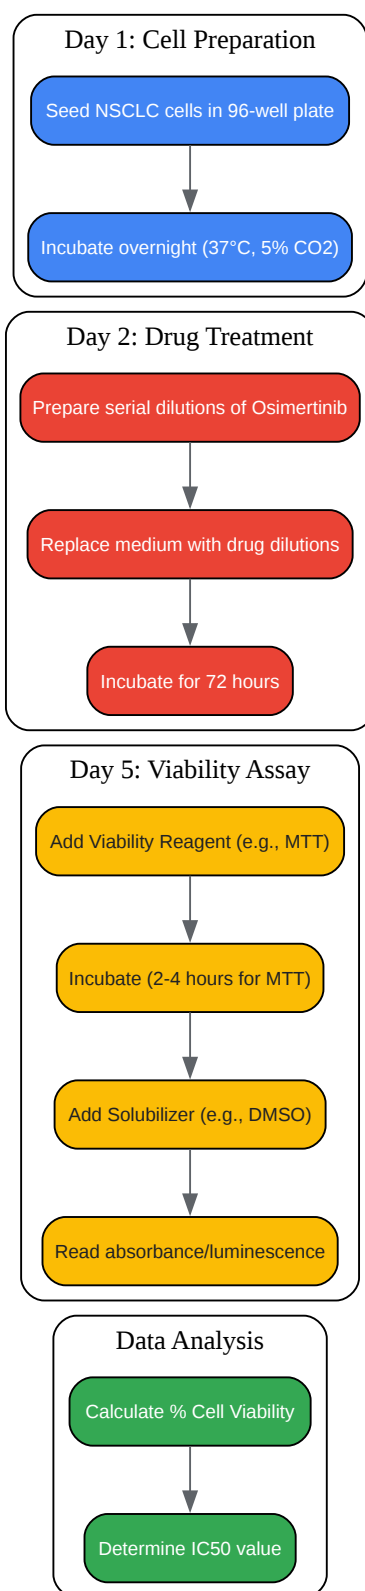 Day 1: Cell Preparation
Seed NSCLC cells in 96-well plate
Incubate overnight (37°C, 5% CO2)
Day 2: Drug Treatment
Prepare serial dilutions of Osimertinib
Replace medium with drug dilutions
Incubate for 72 hours
Day 5: Viability Assay
Add Viability Reagent (e.g., MTT)
Incubate (2-4 hours for MTT)
Add Solubilizer (e.g., DMSO)
Read absorbance/luminescence
Data Analysis
Calculate % Cell Viability
Determine IC50 value